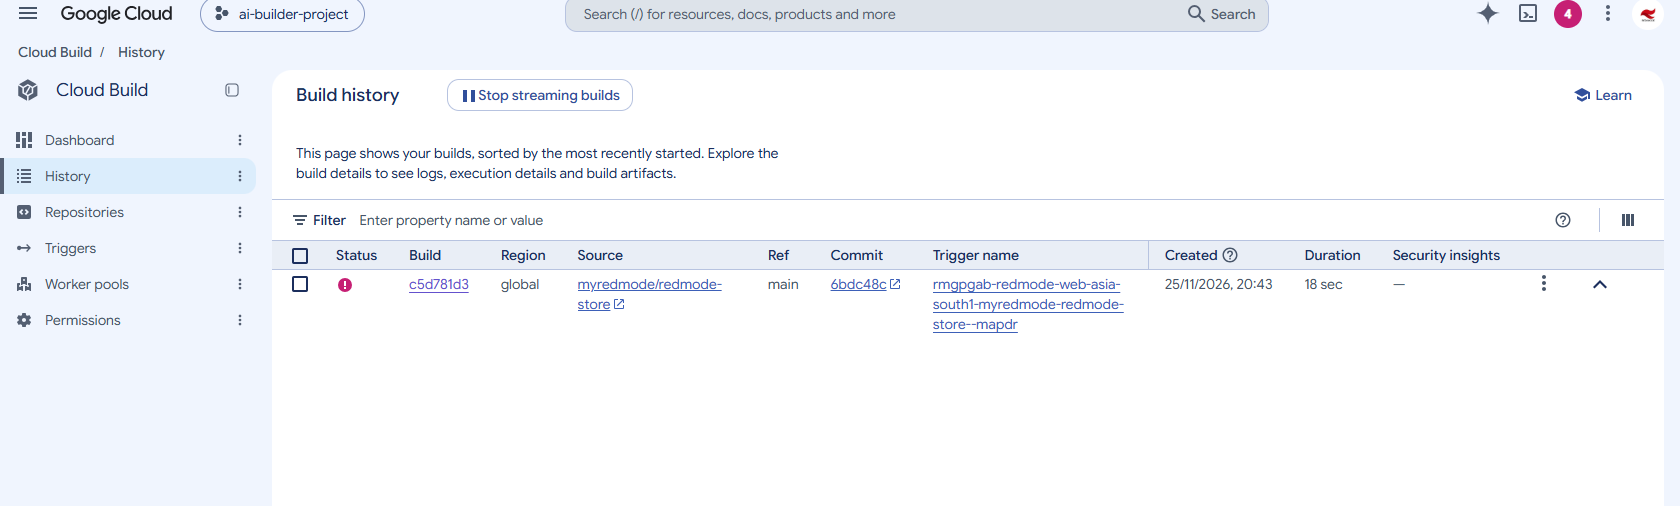 Google Cloud
ai-builder-project
Search (/) for resources, docs, products and more
Search
4
Cloud Build / History
Cloud Build
Dashboard
History
Repositories
Triggers
Worker pools
Permissions
Build history
Stop streaming builds
Learn
This page shows your builds, sorted by the most recently started. Explore the
build details to see logs, execution details and build artifacts.
Filter Enter property name or value
Status Build Region Source Ref Commit Trigger name Created Duration Security insights
c5d781d3 global myredmode/redmode- main 6bdc48c rmgpgab-redmode-web-asia- 25/11/2026, 20:43 18 sec —
store south1-myredmode-redmode-
store--mapdr